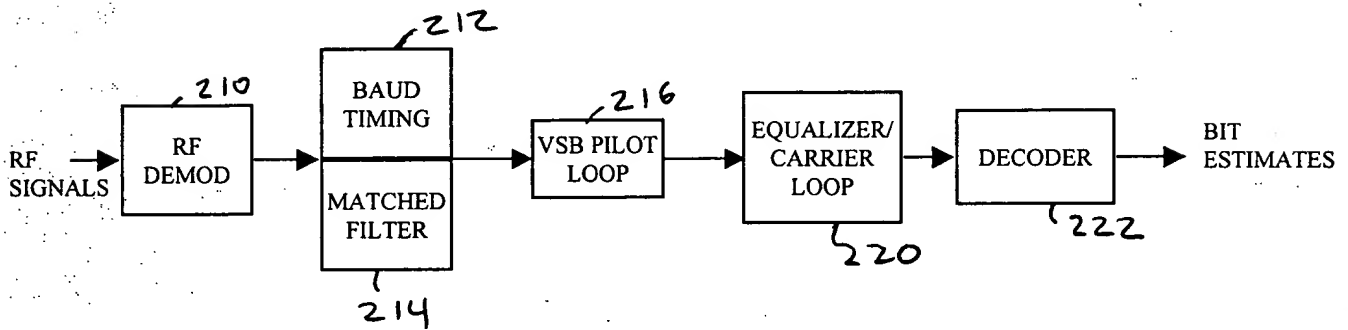 212
210
BAUD
TIMING
216
RF
SIGNALS
RF
DEMOD
VSB PILOT
LOOP
EQUALIZER/
CARRIER
LOOP
DECODER
BIT
ESTIMATES
MATCHED
FILTER
214
220
222